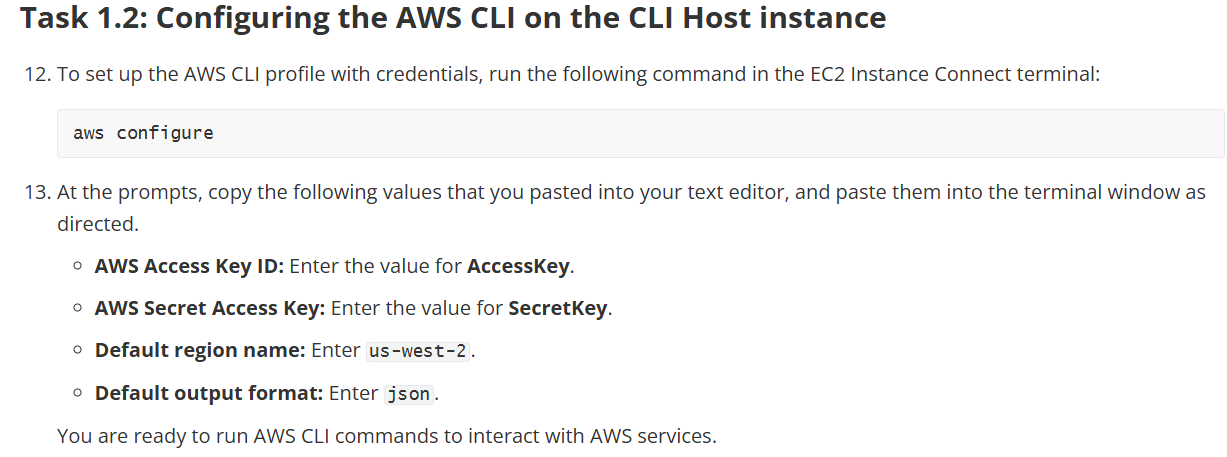 Task 1.2: Configuring the AWS CLI on the CLI Host instance
12. To set up the AWS CLI profile with credentials, run the following command in the EC2 Instance Connect terminal:
aws configure
13. At the prompts, copy the following values that you pasted into your text editor, and paste them into the terminal window as
directed.
○ AWS Access Key ID: Enter the value for AccessKey.
○ AWS Secret Access Key: Enter the value for SecretKey.
○ Default region name: Enter us-west-2.
○ Default output format: Enter json.
You are ready to run AWS CLI commands to interact with AWS services.